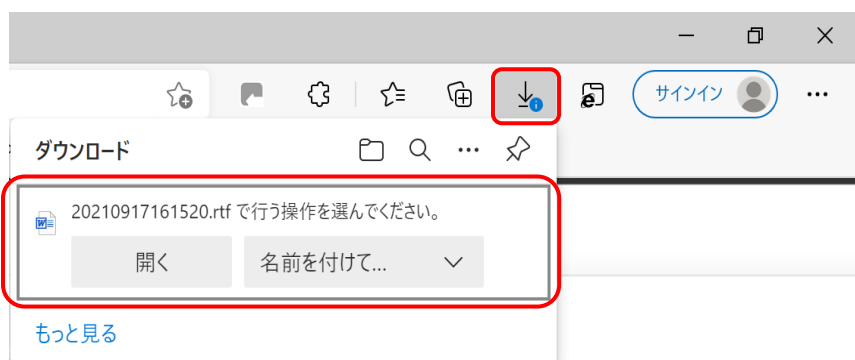 サインイン
ダウンロード
20210917161520.rtf で行う操作を選んでください。
開く
名前を付けて...
もっと見る